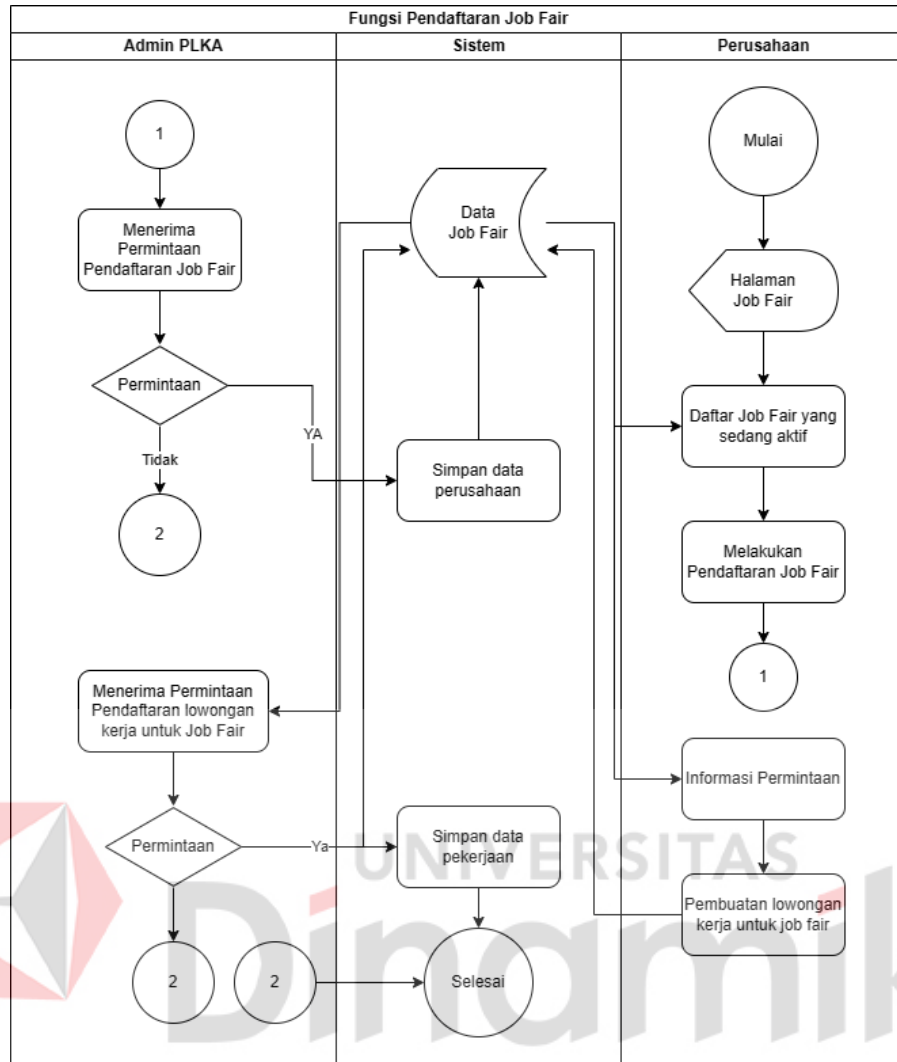 Fungsi Pendaftaran Job Fair
Admin PLKA
Sistem
Perusahaan
1
Menerima
Permintaan
Pendaftaran Job Fair
Permintaan
YA
Tidak
2
Menerima Permintaan
Pendaftaran lowongan
kerja untuk Job Fair
Permintaan
Ya
2
2
Data
Job Fair
Simpan data
perusahaan
Simpan data
pekerjaan
Selesai
Mulai
Halaman
Job Fair
Daftar Job Fair yang
sedang aktif
Melakukan
Pendaftaran Job Fair
1
Informasi Permintaan
Pembuatan lowongan
kerja untuk job fair
UNIVERSITAS